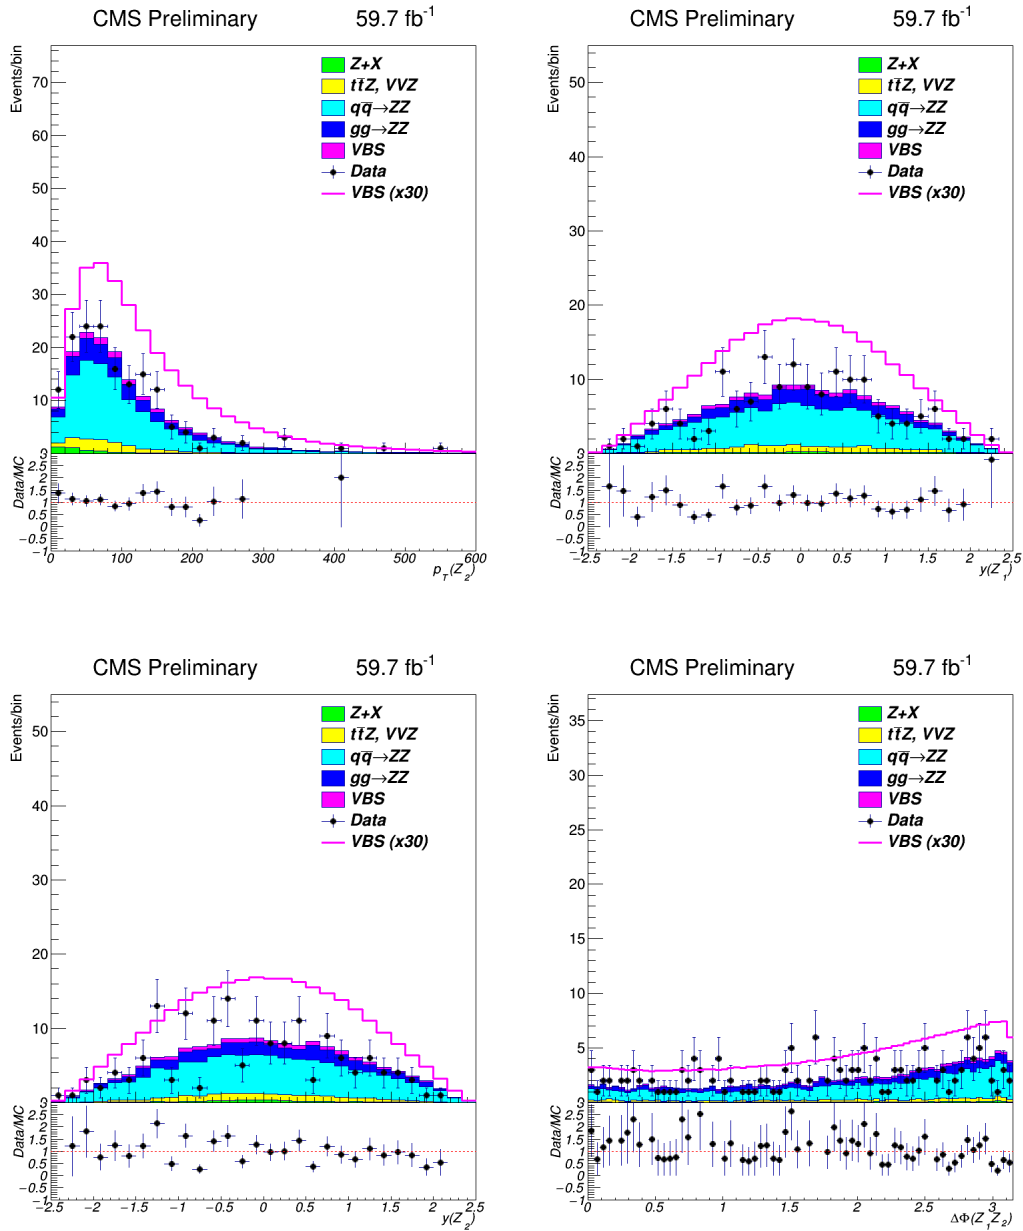 CMS Preliminary 59.7 fb-1
Events/bin
70
60
50
40
30
20
10
Z+X
tt̅Z, VVZ
qq̅→ZZ
gg→ZZ
VBS
Data
VBS (x30)
Data/MC
2.5
2
1.5
1
0.5
0
−0.5
−1
0 100 200 300 400 500 600
pT(Z2)
CMS Preliminary 59.7 fb-1
Events/bin
50
40
30
20
10
Z+X
tt̅Z, VVZ
qq̅→ZZ
gg→ZZ
VBS
Data
VBS (x30)
Data/MC
2.5
2
1.5
1
0.5
0
−0.5
−1
−2.5 −2 −1.5 −1 −0.5 0 0.5 1 1.5 2 2.5
y(Z1)
CMS Preliminary 59.7 fb-1
Events/bin
50
40
30
20
10
Z+X
tt̅Z, VVZ
qq̅→ZZ
gg→ZZ
VBS
Data
VBS (x30)
Data/MC
2.5
2
1.5
1
0.5
0
−0.5
−1
−2.5 −2 −1.5 −1 −0.5 0 0.5 1 1.5 2 2.5
y(Z2)
CMS Preliminary 59.7 fb-1
Events/bin
35
30
25
20
15
10
5
Z+X
tt̅Z, VVZ
qq̅→ZZ
gg→ZZ
VBS
Data
VBS (x30)
Data/MC
2.5
2
1.5
1
0.5
0
−0.5
−1
0 0.5 1 1.5 2 2.5 3
ΔΦ(Z1Z2)